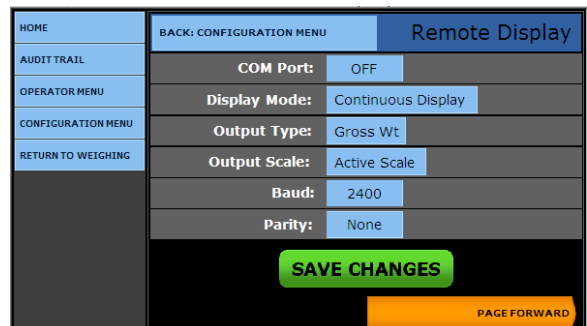 HOME
BACK: CONFIGURATION MENU
Remote Display
AUDIT TRAIL
OPERATOR MENU
CONFIGURATION MENU
RETURN TO WEIGHING
COM Port: OFF
Display Mode: Continuous Display
Output Type: Gross Wt
Output Scale: Active Scale
Baud: 2400
Parity: None
SAVE CHANGES
PAGE FORWARD